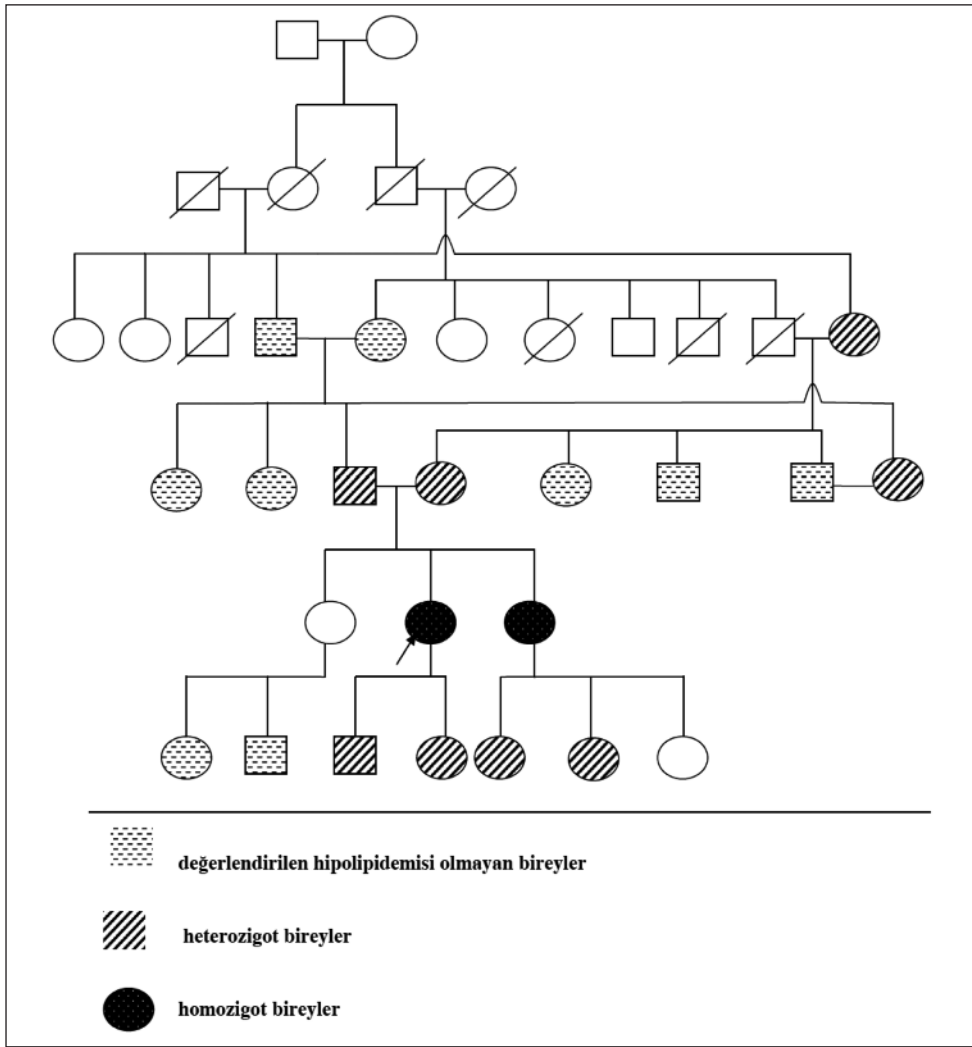 değerlendirilen hipolipidemisi olmayan bireyler
heterozigot bireyler
homozigot bireyler